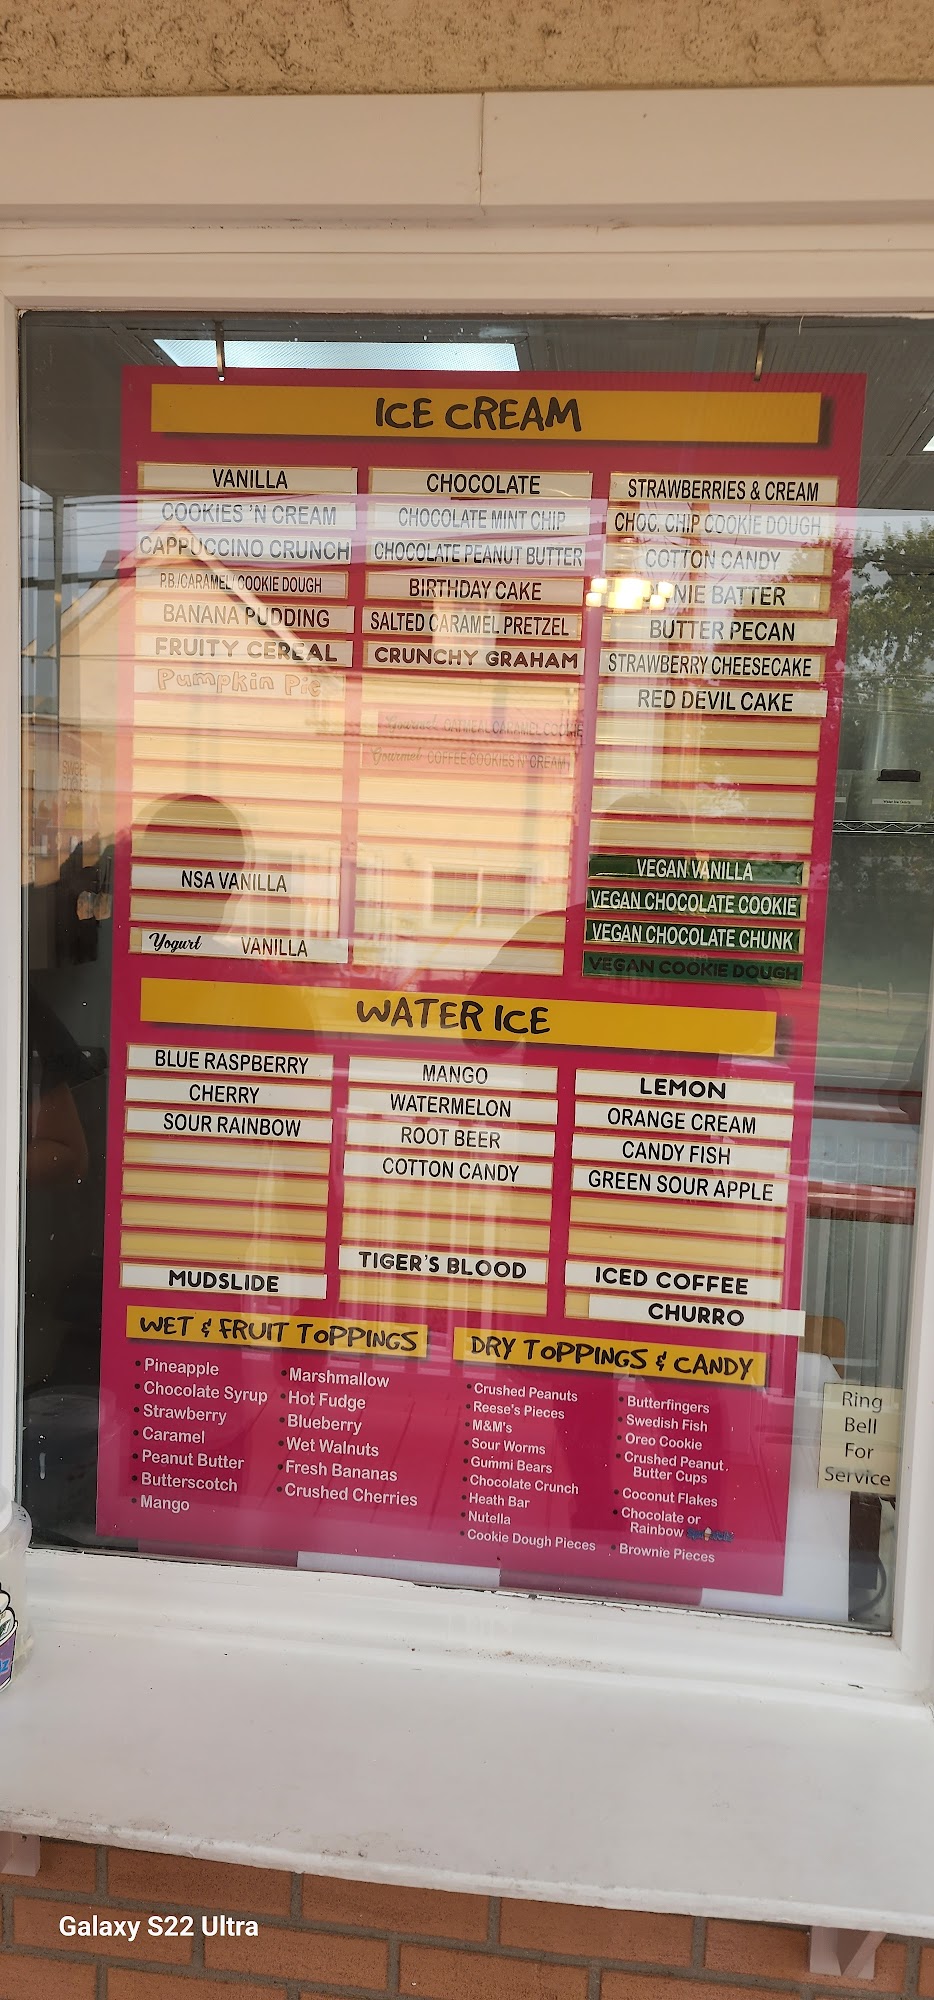 ICE CREAM
VANILLA
COOKIES 'N CREAM
CAPPUCCINO CRUNCH
P.B./CARAMEL/COOKIE DOUGH
BANANA PUDDING
FRUITY CEREAL
Pumpkin Pie
NSA VANILLA
Yogurt VANILLA
CHOCOLATE
CHOCOLATE MINT CHIP
CHOCOLATE PEANUT BUTTER
BIRTHDAY CAKE
SALTED CARAMEL PRETZEL
CRUNCHY GRAHAM
Gourmet OATMEAL CARAMEL COOKIE
Gourmet COFFEE COOKIES N' CREAM
STRAWBERRIES & CREAM
CHOC. CHIP COOKIE DOUGH
COTTON CANDY
BATTER
BUTTER PECAN
STRAWBERRY CHEESECAKE
RED DEVIL CAKE
VEGAN VANILLA
VEGAN CHOCOLATE COOKIE
VEGAN CHOCOLATE CHUNK
VEGAN COOKIE DOUGH
WATER ICE
BLUE RASPBERRY
CHERRY
SOUR RAINBOW
MUDSLIDE
MANGO
WATERMELON
ROOT BEER
COTTON CANDY
TIGER'S BLOOD
LEMON
ORANGE CREAM
CANDY FISH
GREEN SOUR APPLE
ICED COFFEE
CHURRO
WET & FRUIT TOPPINGS
• Pineapple
• Chocolate Syrup
• Strawberry
• Caramel
• Peanut Butter
• Butterscotch
• Mango
• Marshmallow
• Hot Fudge
• Blueberry
• Wet Walnuts
• Fresh Bananas
• Crushed Cherries
DRY TOPPINGS & CANDY
• Crushed Peanuts
• Reese's Pieces
• M&M's
• Sour Worms
• Gummi Bears
• Chocolate Crunch
• Heath Bar
• Nutella
• Cookie Dough Pieces
• Butterfingers
• Swedish Fish
• Oreo Cookie
• Crushed Peanut
Butter Cups
• Coconut Flakes
• Chocolate or
Rainbow
• Brownie Pieces
Ring
Bell
For
Service
Galaxy S22 Ultra